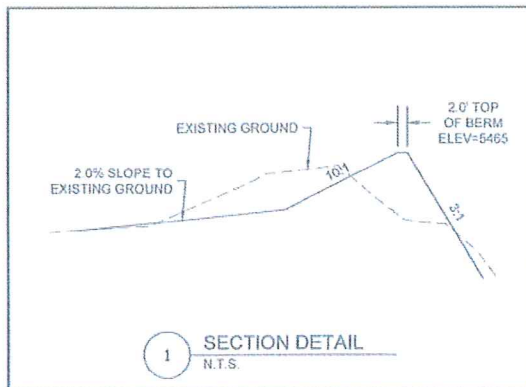 2.0' TOP
OF BERM
ELEV=5465
EXISTING GROUND
2.0% SLOPE TO
EXISTING GROUND
10:1
3:1
1
SECTION DETAIL
N.T.S.